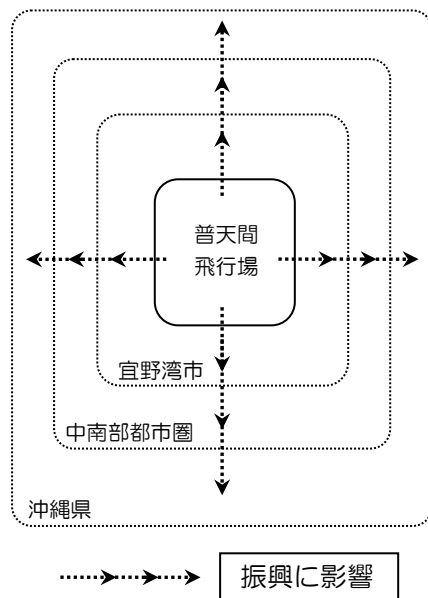 普天間
飛行場
宜野湾市
中南部都市圏
沖縄県
振興に影響